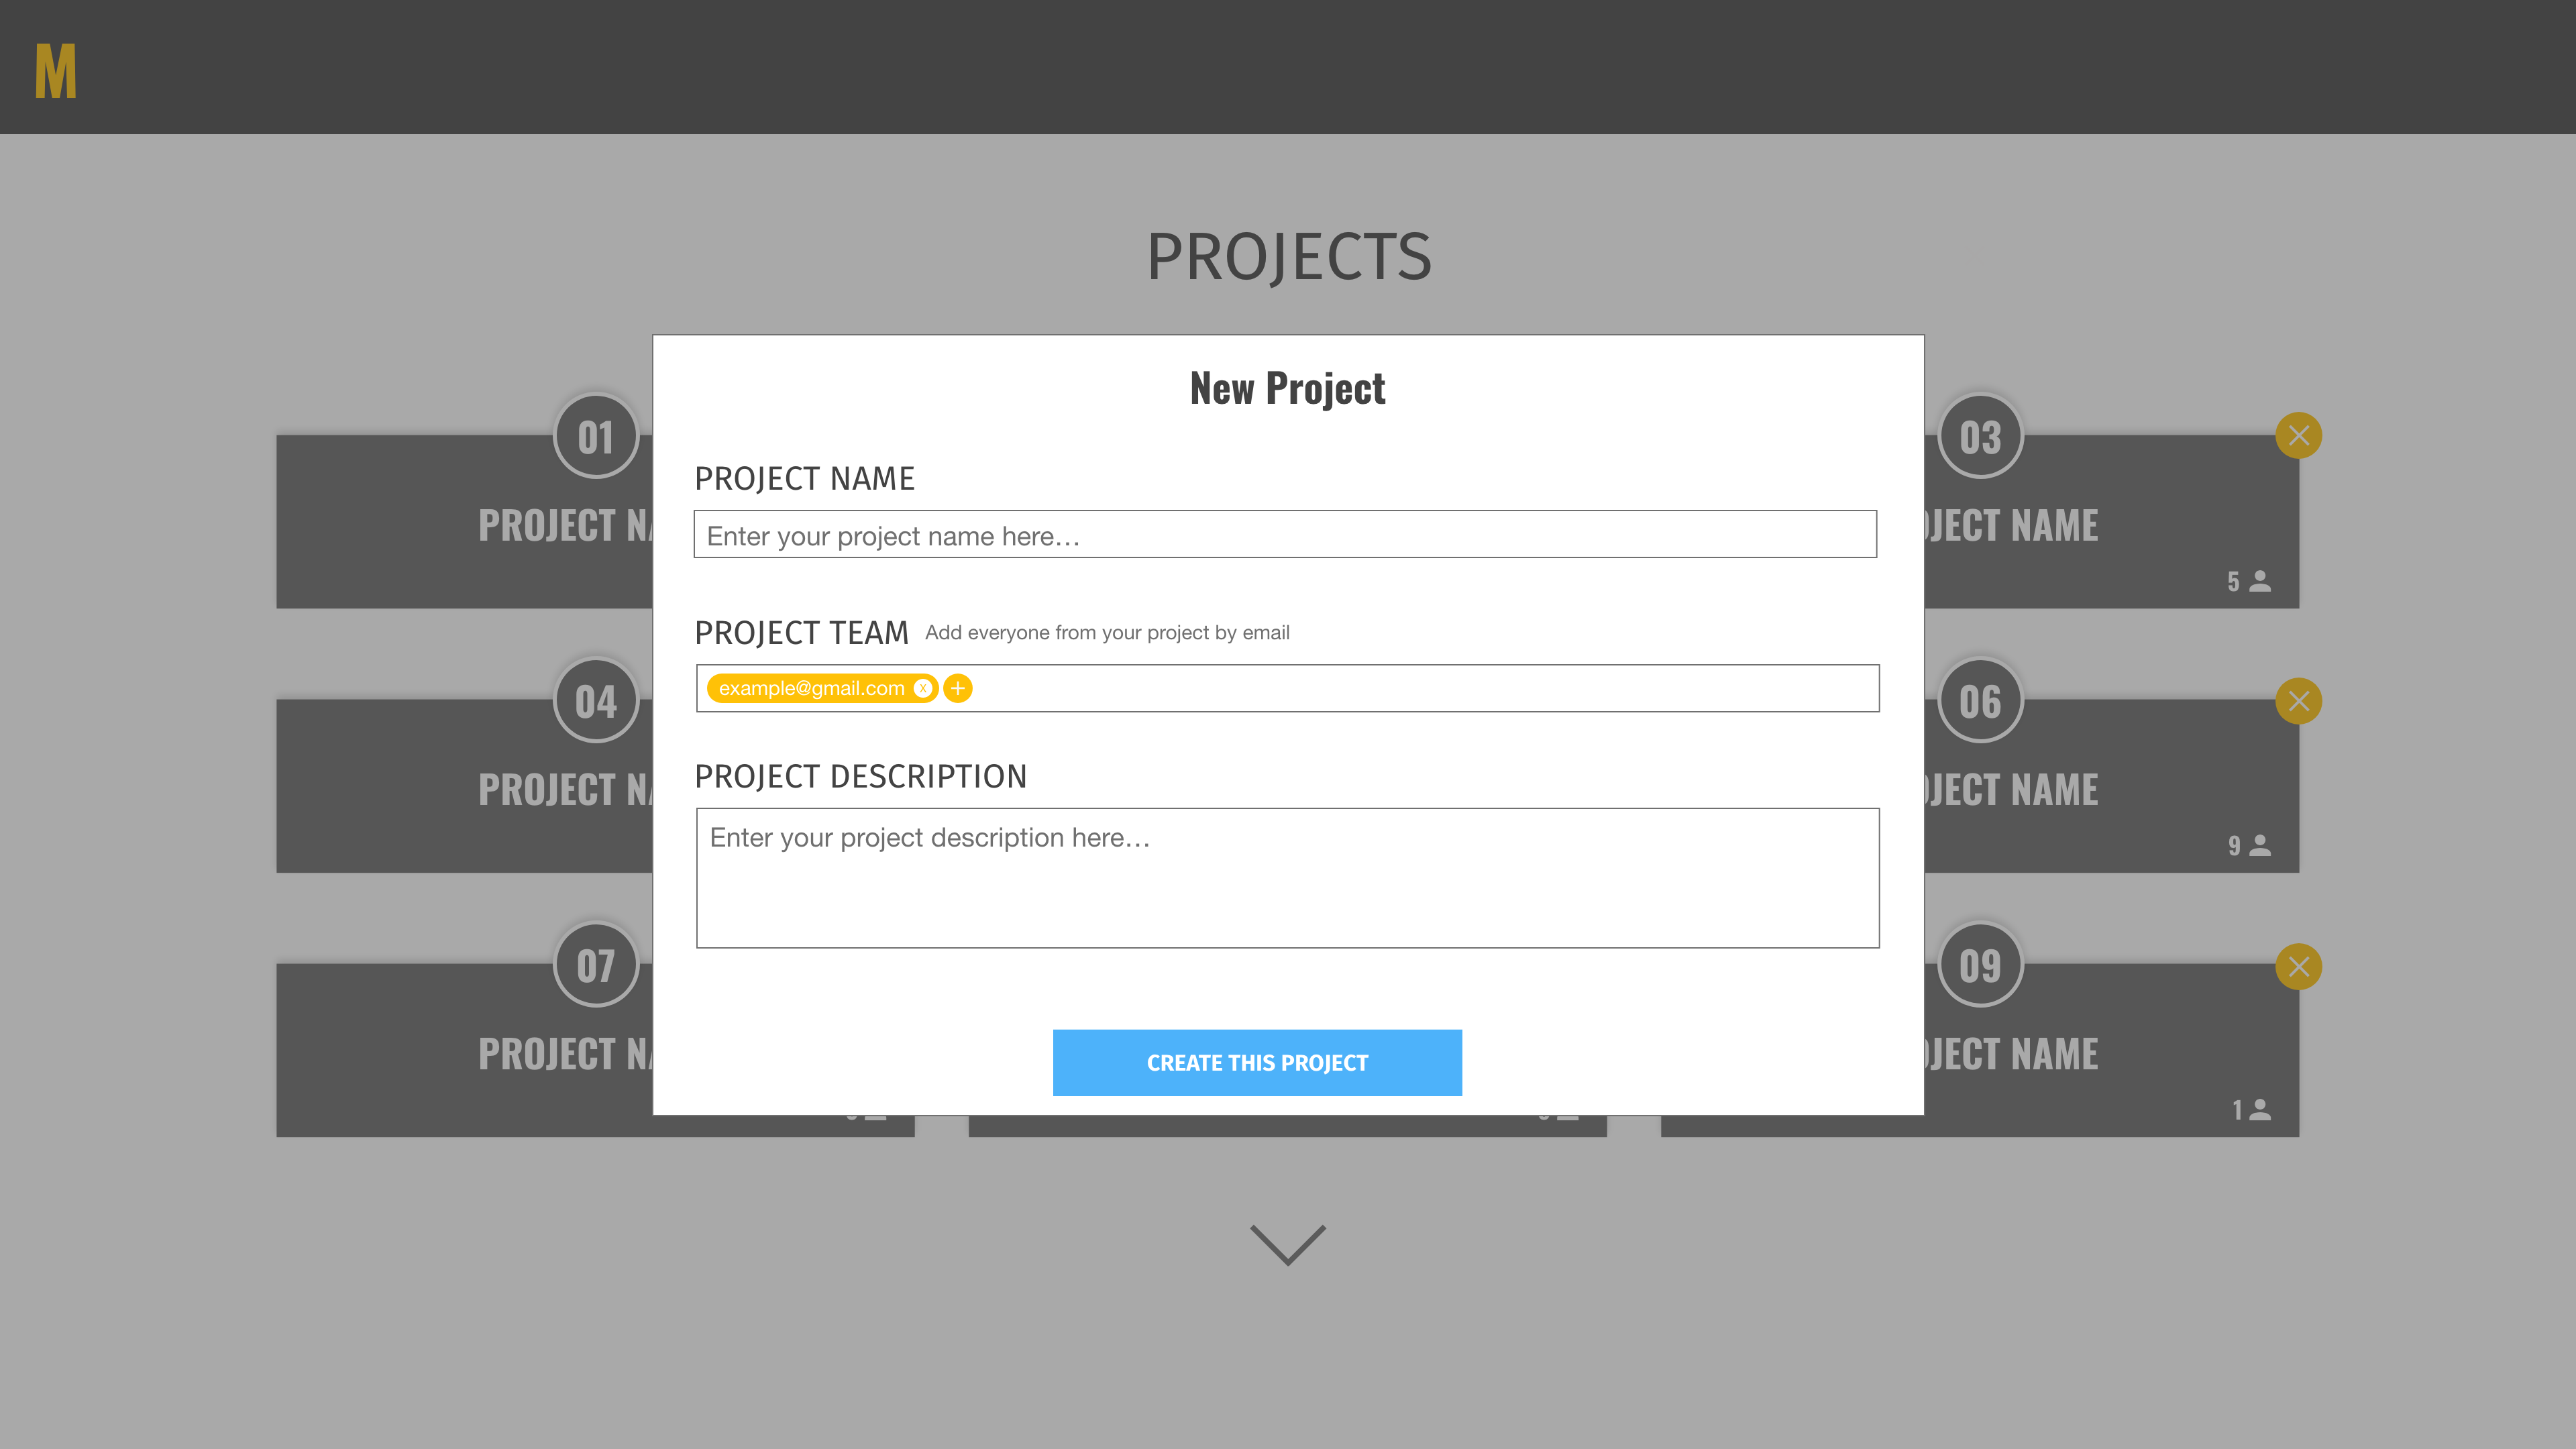 M
PROJECTS
New Project
01
03
PROJECT NAME
PROJECT
JECT NAME
Enter your project name here...
5
PROJECT TEAM Add everyone from your project by email
example@gmail.com x +
04
06
PROJECT DESCRIPTION
PROJECT
JECT NAME
Enter your project description here...
9
07
09
PROJECT
JECT NAME
CREATE THIS PROJECT
1